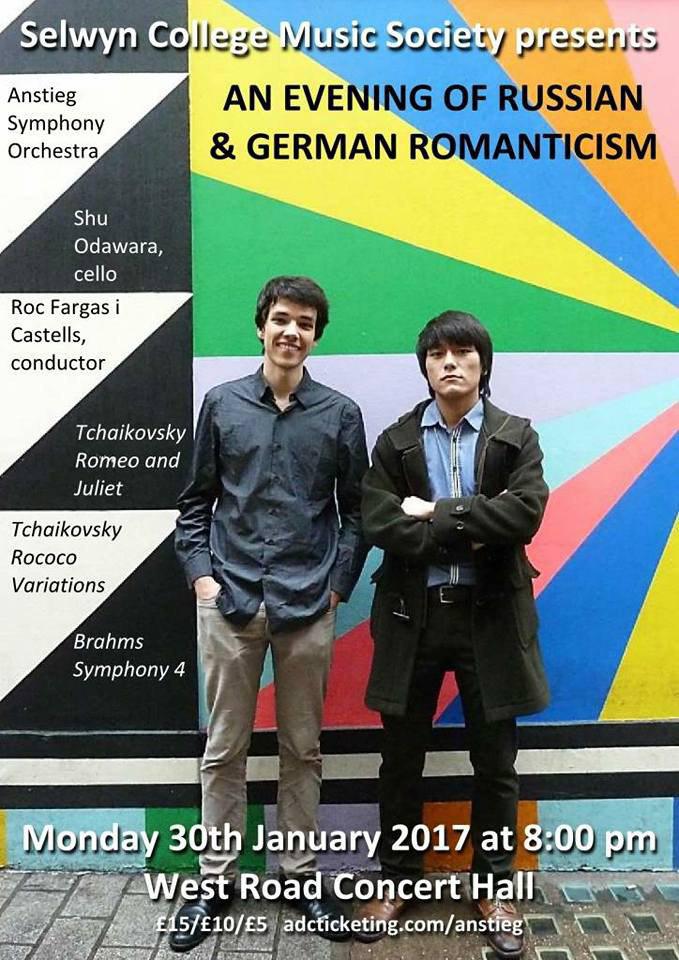 Selwyn College Music Society presents
AN EVENING OF RUSSIAN
& GERMAN ROMANTICISM
Anstieg
Symphony
Orchestra
Shu
Odawara,
cello
Roc Fargas i
Castells,
conductor
Tchaikovsky
Romeo and
Juliet
Tchaikovsky
Rococo
Variations
Brahms
Symphony 4
Monday 30th January 2017 at 8:00 pm
West Road Concert Hall
£15/£10/£5 adcticketing.com/anstieg